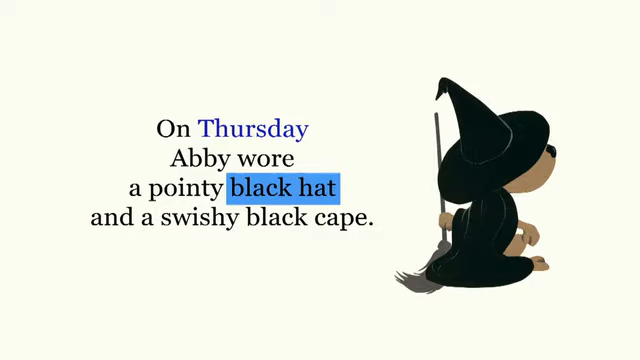 On Thursday
Abby wore
a pointy black hat
and a swishy black cape.